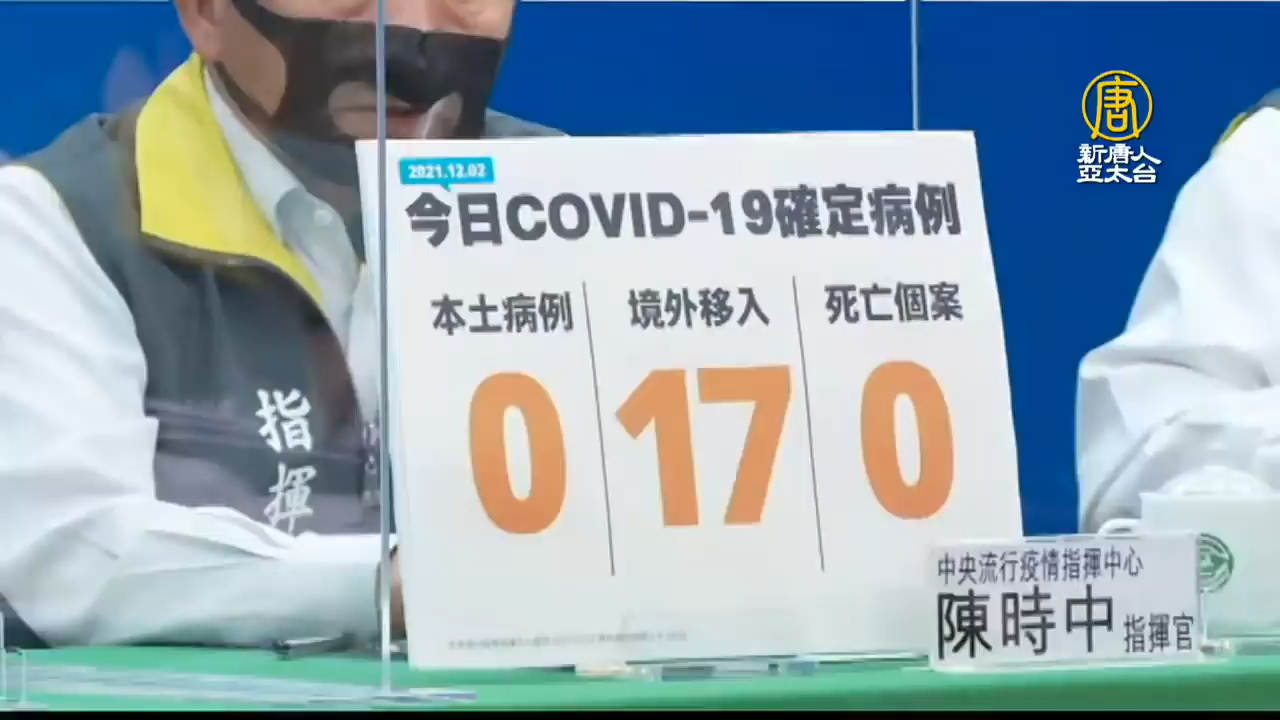 唐
新唐人
亞太台
2021.12.02
今日COVID-19確定病例
本土病例
境外移入
死亡個案
0
17
0
指揮
中央流行疫情指揮中心
陳時中 指揮官